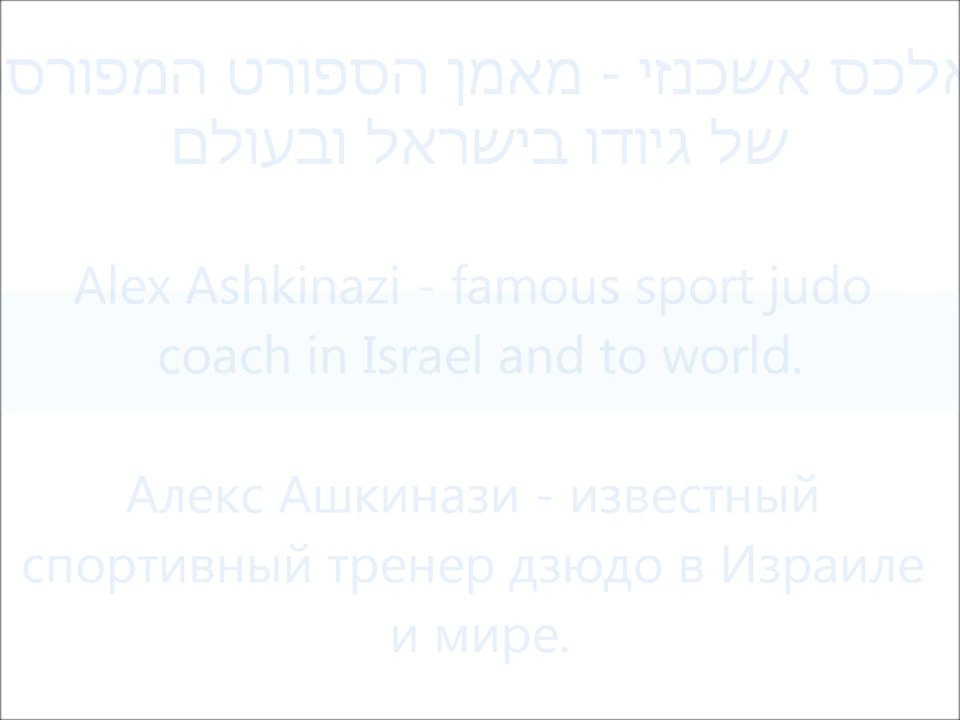 אלכס אשכנזי - מאמן הספורט המפורסם
של גיודו בישראל ובעולם
Alex Ashkinazi - famous sport judo
coach in Israel and to world.
Алекс Ашкинази - известный
спортивный тренер дзюдо в Израиле
и мире.